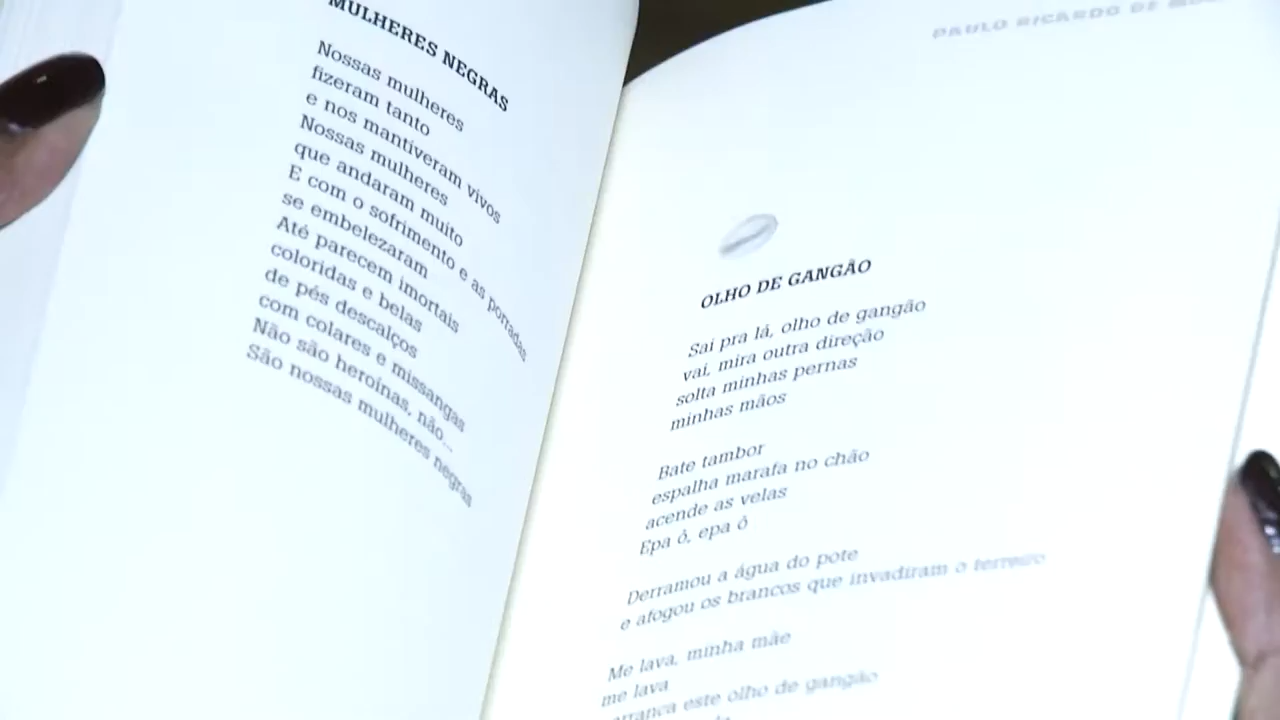 MULHERES NEGRAS
Nossas mulheres
fizeram tanto
e nos mantiveram vivos
Nossas mulheres
que andaram muito
E com o sofrimento e as porradas
se embelezaram
Até parecem imortais
coloridas e belas
de pés descalços
com colares e missangas
Não são heroínas, não...
São nossas mulheres negras
PAULO RICARDO DE
OLHO DE GANGÃO
Sai pra lá, olho de gangão
vai, mira outra direção
solta minhas pernas
minhas mãos
Bate tambor
espalha marafa no chão
acende as velas
Epa ô, epa ô
Derramou a água do pote
e afogou os brancos que invadiram o terreiro
Me lava, minha mãe
me lava
arranca este olho de gangão